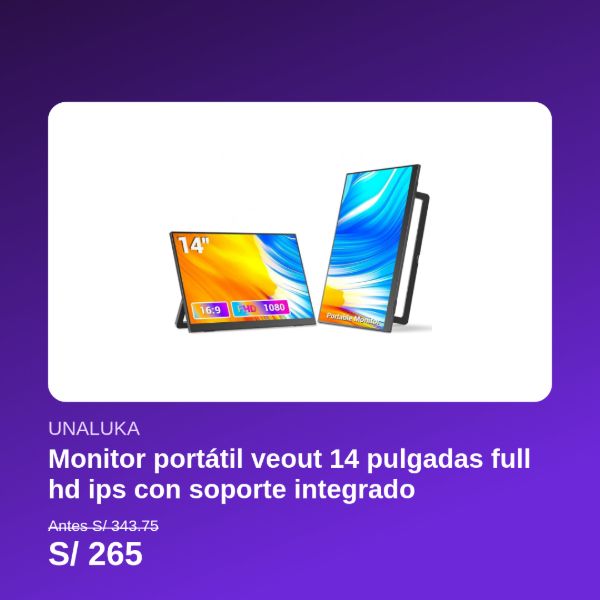 14"
16:9 FHD 1080
Portable Monitor
UNALUKA
Monitor portátil veout 14 pulgadas full
hd ips con soporte integrado
Antes S/ 343.75
S/ 265